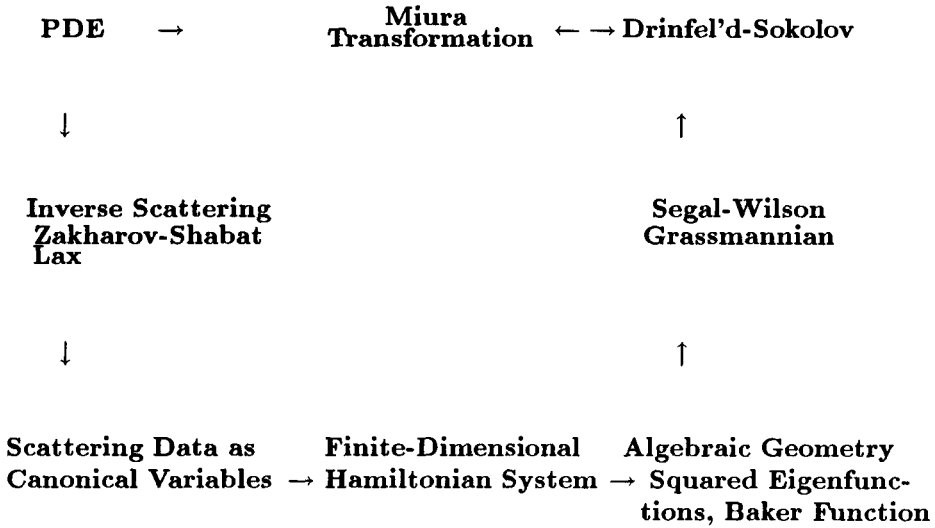 PDE → Miura Transformation ← → Drinfel'd-Sokolov
↓ ↑
Inverse Scattering
Zakharov-Shabat
Lax
Segal-Wilson
Grassmannian
↓ ↑
Scattering Data as
Canonical Variables →
Finite-Dimensional
Hamiltonian System →
Algebraic Geometry
Squared Eigenfunc-
tions, Baker Function